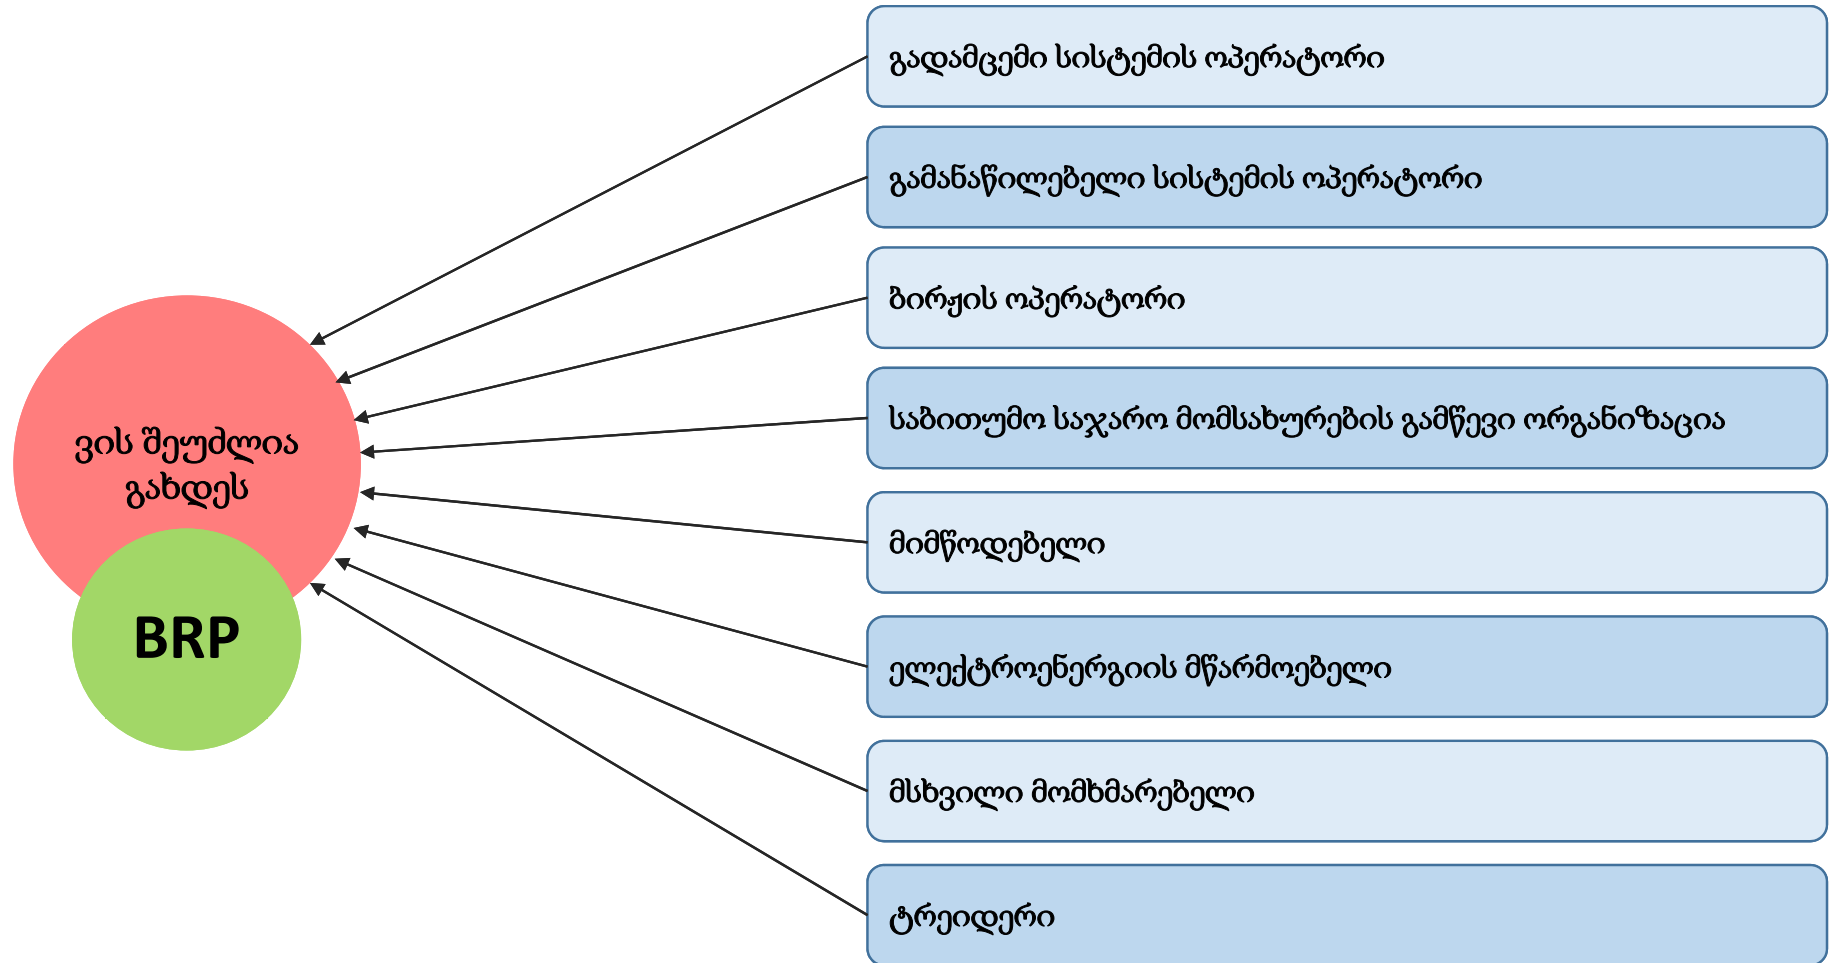 ვის შეუძლია
გახდეს
BRP
გადამცემი სისტემის ოპერატორი
გამანაწილებელი სისტემის ოპერატორი
ბირჟის ოპერატორი
საბითუმო საჯარო მომსახურების გამწევი ორგანიზაცია
მიმწოდებელი
ელექტროენერგიის მწარმოებელი
მსხვილი მომხმარებელი
ტრეიდერი